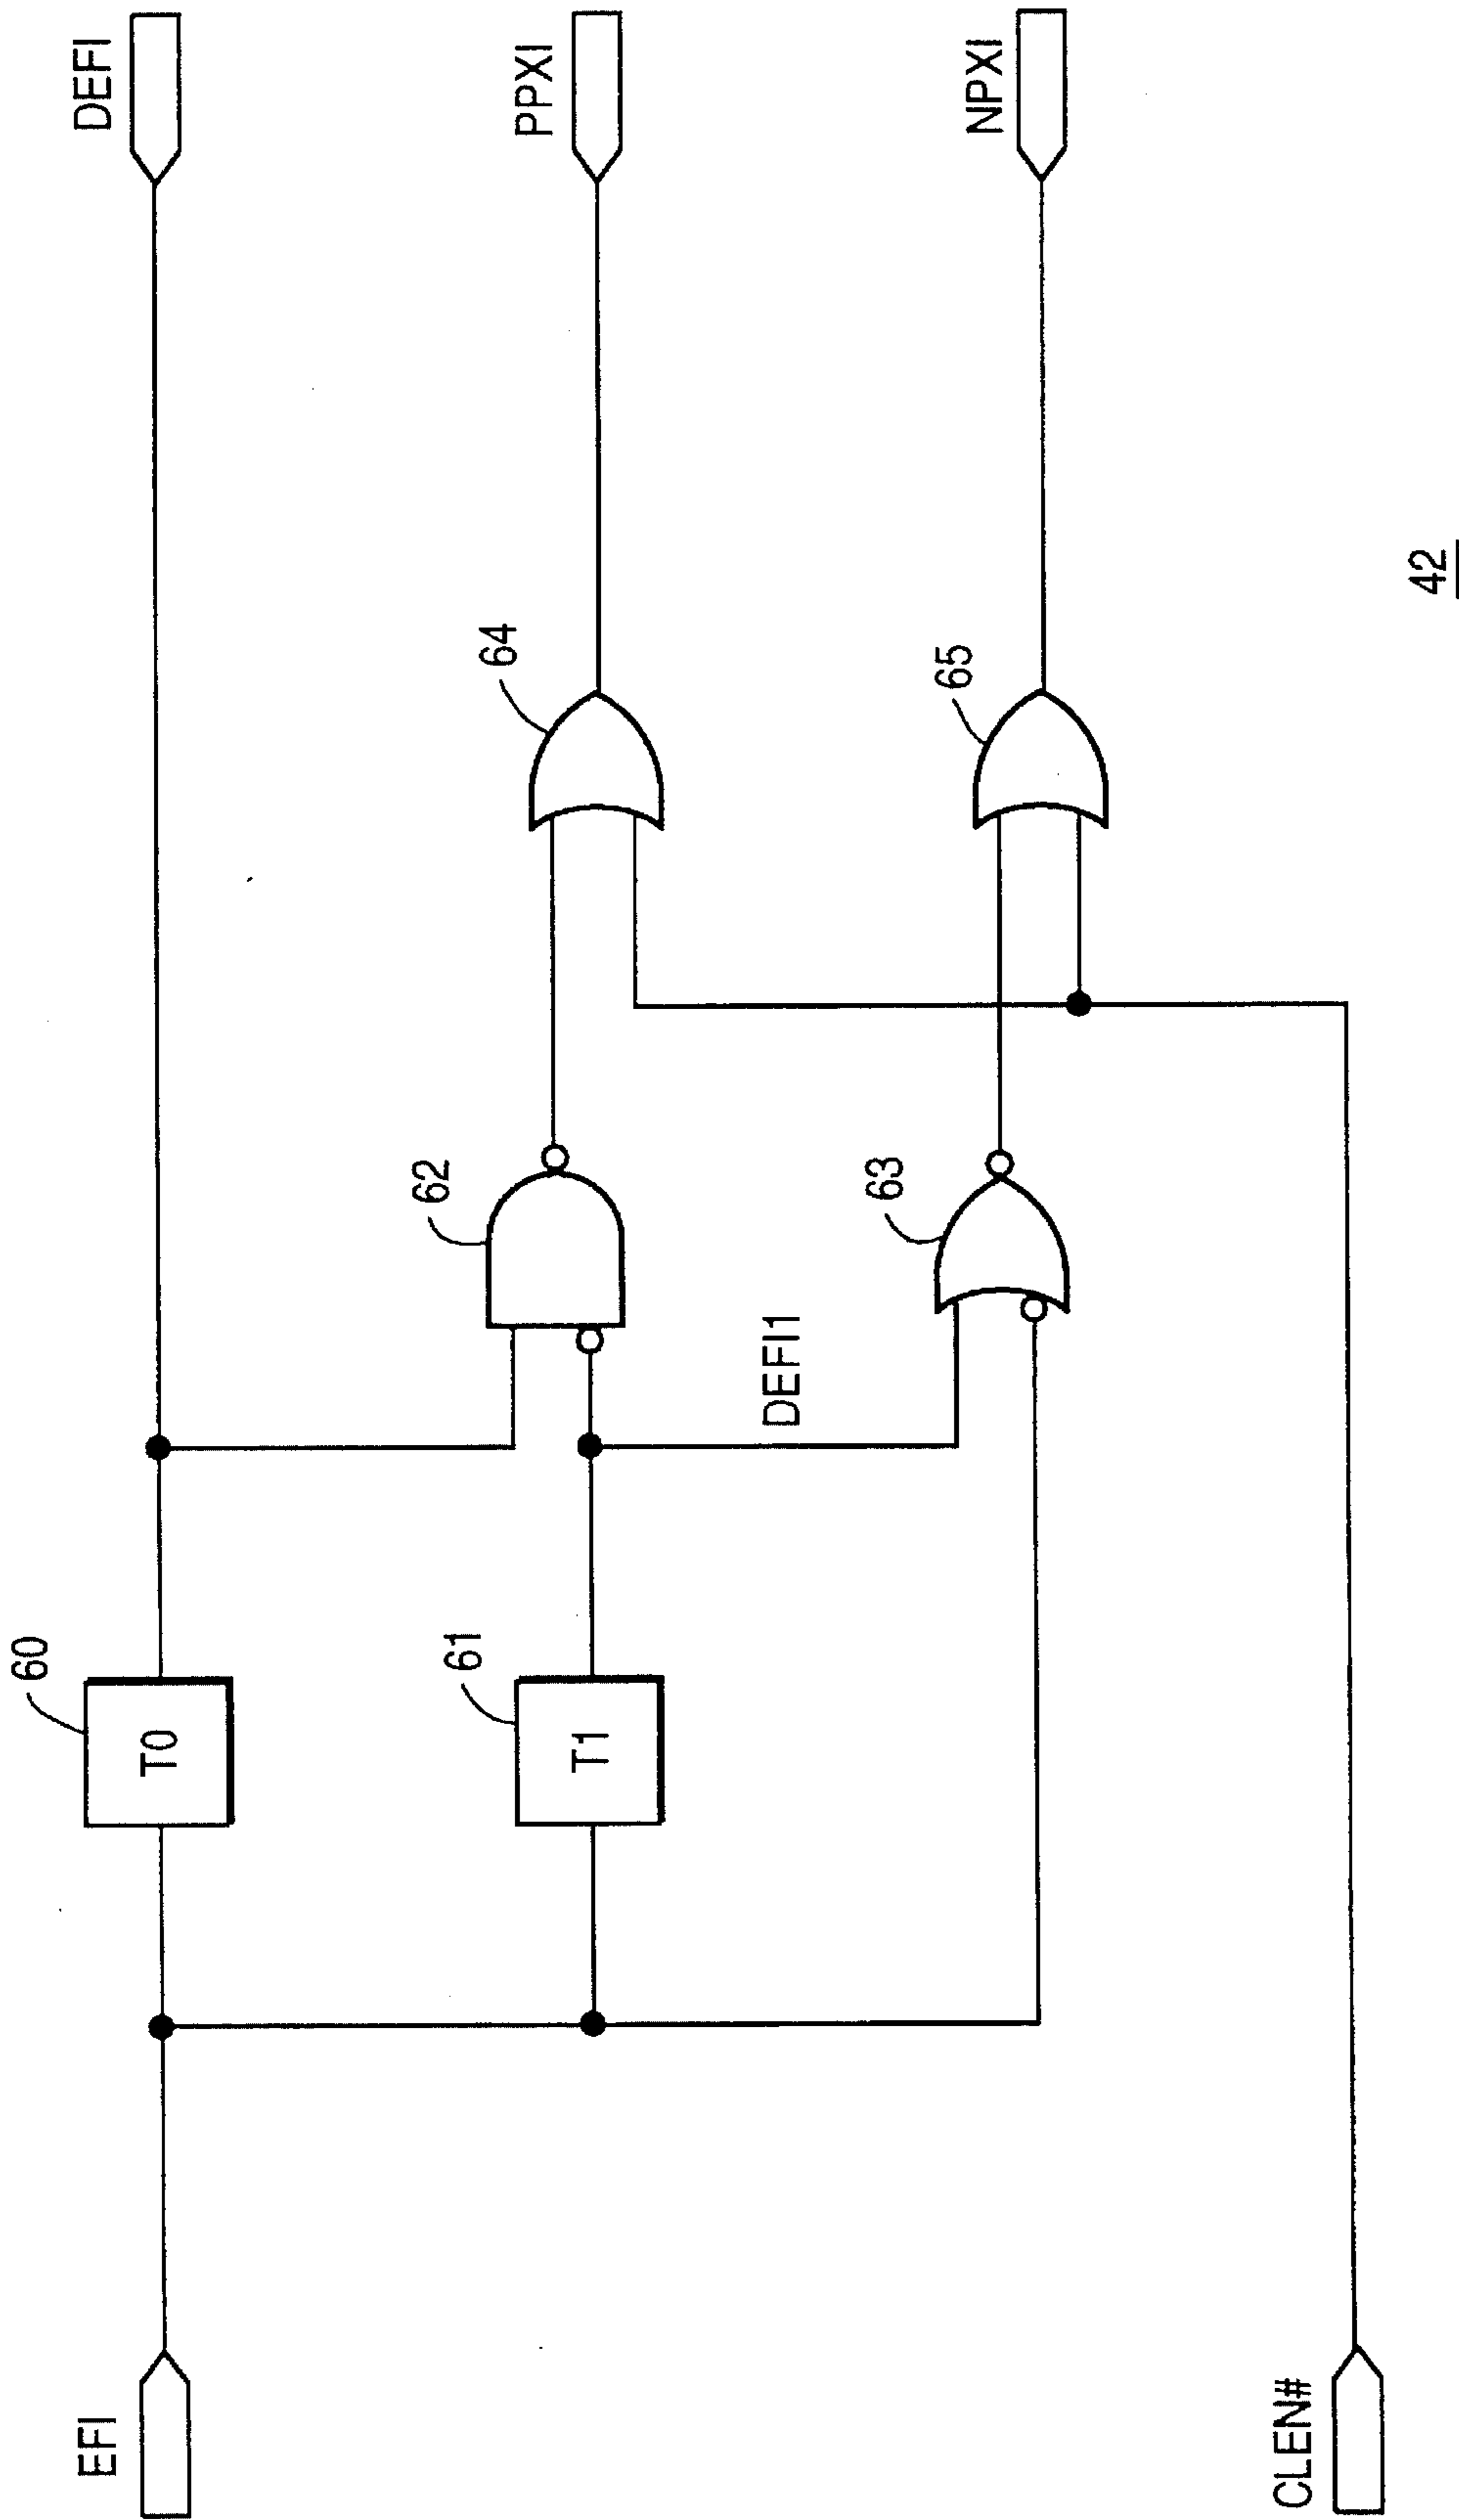 EFI
60
T0
DEFI
61
T1
62
64
PPXI
DEFI1
63
65
NPXI
CLEN#
42